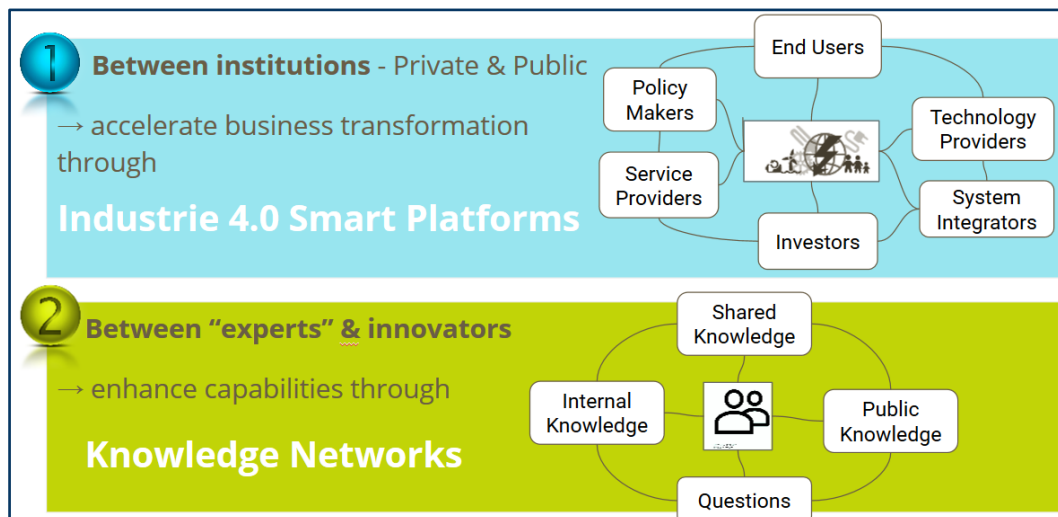 1
Between institutions - Private & Public
→ accelerate business transformation
through
Industrie 4.0 Smart Platforms
End Users
Policy
Makers
Technology
Providers
Service
Providers
System
Integrators
Investors
2
Between “experts” & innovators
→ enhance capabilities through
Knowledge Networks
Shared
Knowledge
Internal
Knowledge
Public
Knowledge
Questions